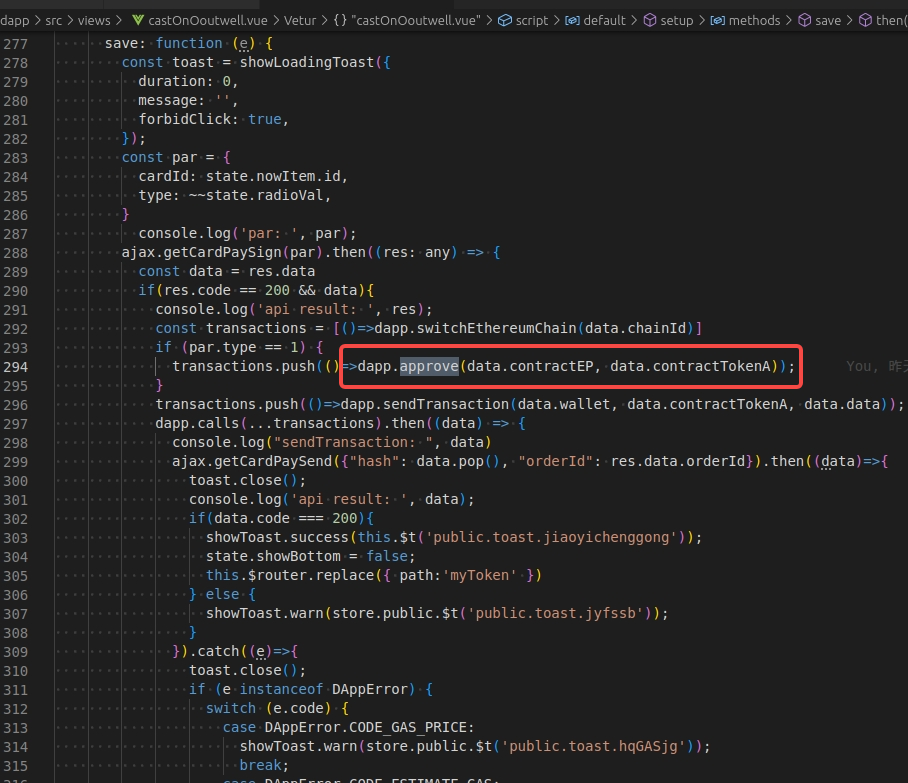 dapp > src > views > castOnOoutwell.vue > Vetur > {} "castOnOoutwell.vue" > script > default > setup > methods > save > then(
277 save: function (e) {
278 const toast = showLoadingToast({
279 duration: 0,
280 message: '',
281 forbidClick: true,
282 });
283 const par = {
284 cardId: state.nowItem.id,
285 type: ~~state.radioVal,
286 }
287 console.log('par: ', par);
288 ajax.getCardPaySign(par).then((res: any) => {
289 const data = res.data
290 if(res.code == 200 && data){
291 console.log('api result: ', res);
292 const transactions = [()=>dapp.switchEthereumChain(data.chainId)]
293 if (par.type == 1) {
294 transactions.push(()=>dapp.approve(data.contractEP, data.contractTokenA)); You, 昨天
295 }
296 transactions.push(()=>dapp.sendTransaction(data.wallet, data.contractTokenA, data.data));
297 dapp.calls(...transactions).then((data) => {
298 console.log("sendTransaction: ", data)
299 ajax.getCardPaySend({"hash": data.pop(), "orderId": res.data.orderId}).then((data)=>{
300 toast.close();
301 console.log('api result: ', data);
302 if(data.code === 200){
303 showToast.success(this.$t('public.toast.jiaoyichenggong'));
304 state.showBottom = false;
305 this.$router.replace({ path:'myToken' })
306 } else {
307 showToast.warn(store.public.$t('public.toast.jyfssb'));
308 }
309 }).catch((e)=>{
310 toast.close();
311 if (e instanceof DAppError) {
312 switch (e.code) {
313 case DAppError.CODE_GAS_PRICE:
314 showToast.warn(store.public.$t('public.toast.hqGASjg'));
315 break;
316 case DAppError.CODE_ESTIMATE_GAS: